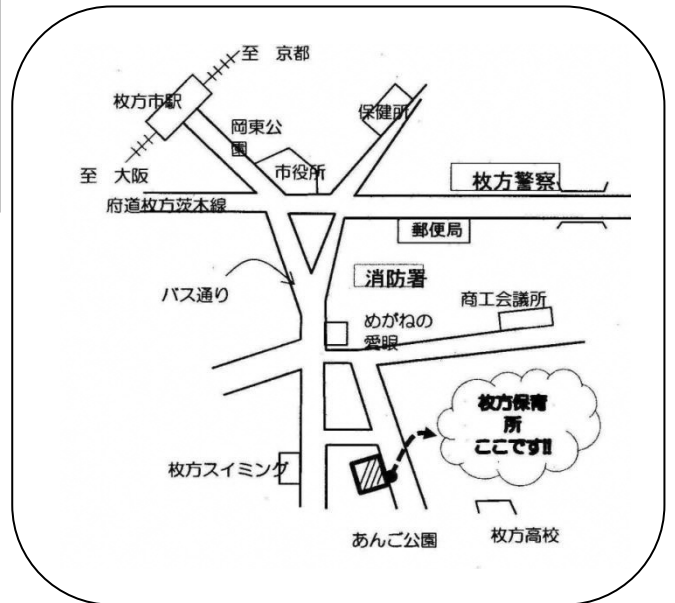 至 京都
枚方市駅
保健所
岡東公
園
市役所
至 大阪
枚方警察
府道枚方茨木線
郵便局
消防署
バス通り
商工会議所
めがねの
愛眼
枚方保育
所
ここです!!
枚方スイミング
あんご公園
枚方高校